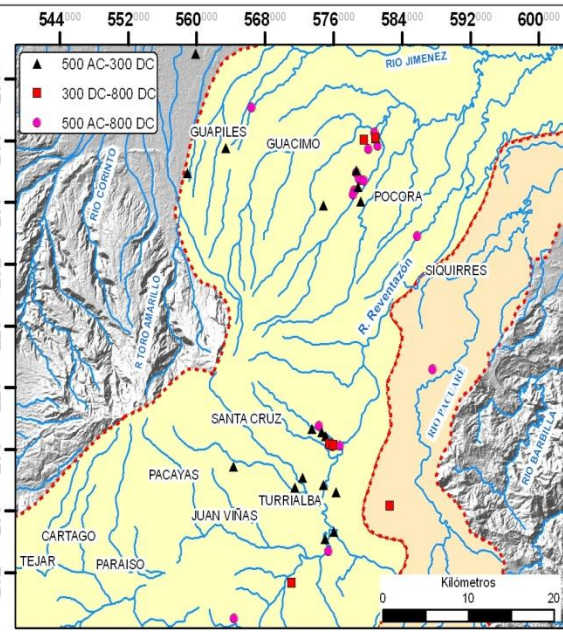 544000 552000 560000 568000 576000 584000 592000 600000
500 AC-300 DC
300 DC-800 DC
500 AC-800 DC
RIO JIMENEZ
GUAPILES
GUACIMO
RIO CORINTO
POCORA
R TORO AMARILLO
SIQUIRRES
R. Reventazón
RIO PACUARE
RIO BARBILLA
SANTA CRUZ
PACAYAS
TURRIALBA
JUAN VIÑAS
CARTAGO
TEJAR
PARAISO
Kilómetros
0 10 20